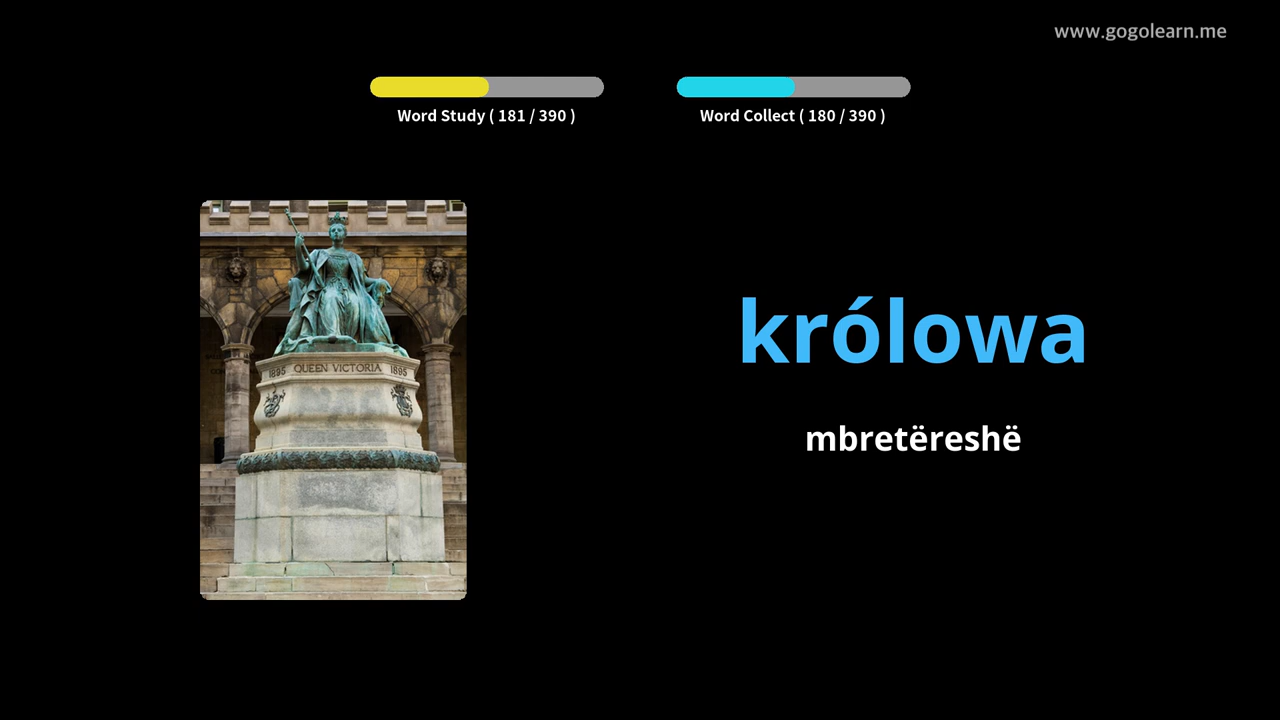 www.gogolearn.me
Word Study ( 181 / 390 )
Word Collect ( 180 / 390 )
1895 QUEEN VICTORIA 1895
królowa
mbretëreshë